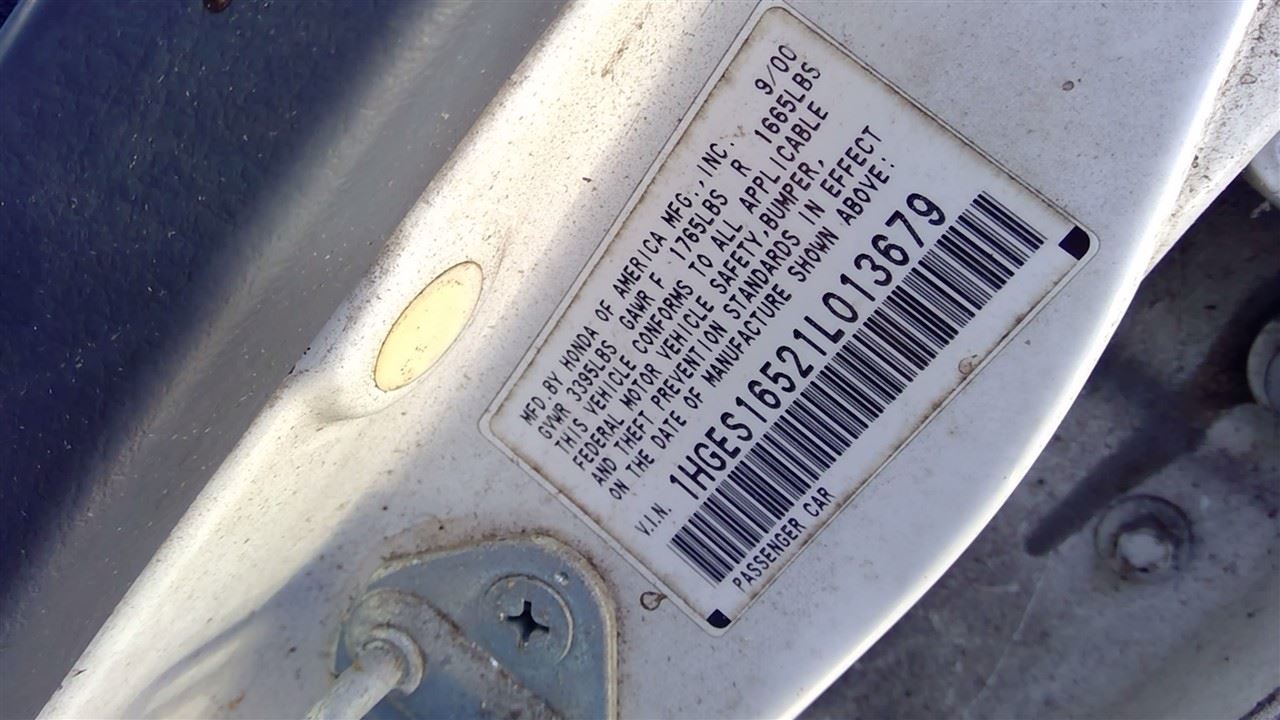 MFD.BY HONDA OF AMERICA MFG.,INC. 9/00
GVWR 3395LBS GAWR F 1765LBS R 1665LBS
THIS VEHICLE CONFORMS TO ALL APPLICABLE
FEDERAL MOTOR VEHICLE SAFETY,BUMPER,
AND THEFT PREVENTION STANDARDS IN EFFECT
ON THE DATE OF MANUFACTURE SHOWN ABOVE:
V.I.N. 1HGES16521L013679
PASSENGER CAR